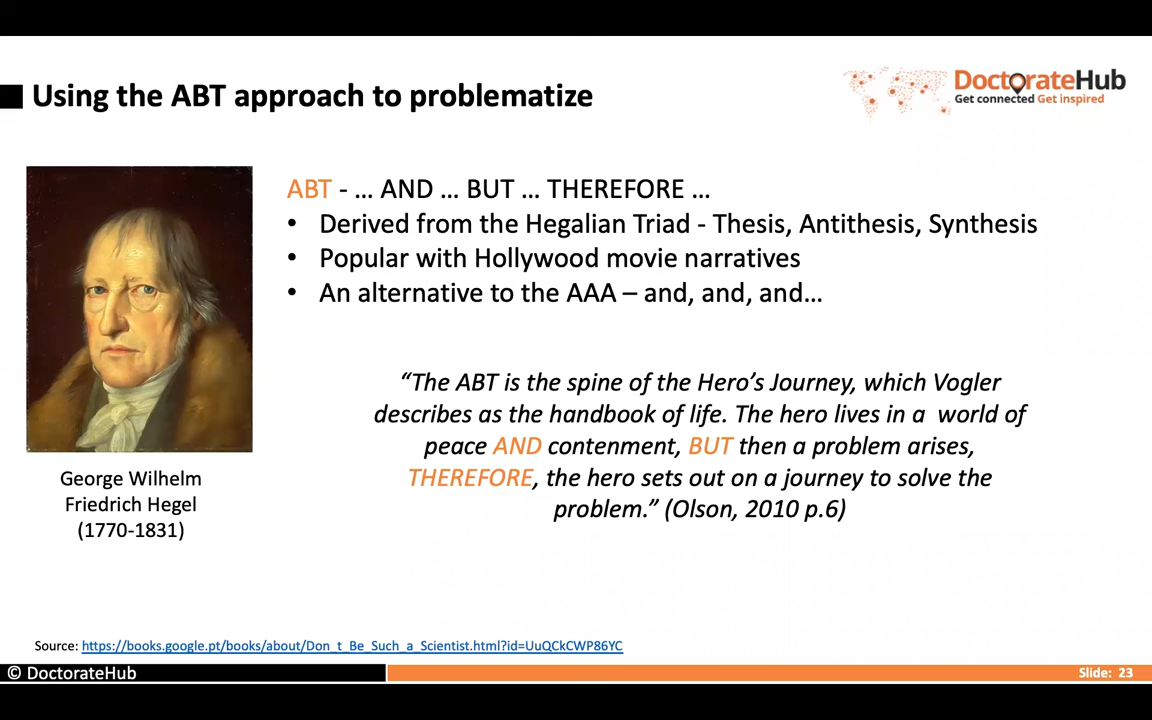 Using the ABT approach to problematize
DoctorateHub
Get connected Get inspired
ABT - … AND … BUT … THEREFORE …
• Derived from the Hegalian Triad - Thesis, Antithesis, Synthesis
• Popular with Hollywood movie narratives
• An alternative to the AAA – and, and, and…
“The ABT is the spine of the Hero’s Journey, which Vogler
describes as the handbook of life. The hero lives in a world of
peace AND contenment, BUT then a problem arises,
THEREFORE, the hero sets out on a journey to solve the
problem.” (Olson, 2010 p.6)
George Wilhelm
Friedrich Hegel
(1770-1831)
Source: https://books.google.pt/books/about/Don_t_Be_Such_a_Scientist.html?id=UuQCkCWP86YC
© DoctorateHub
Slide: 23